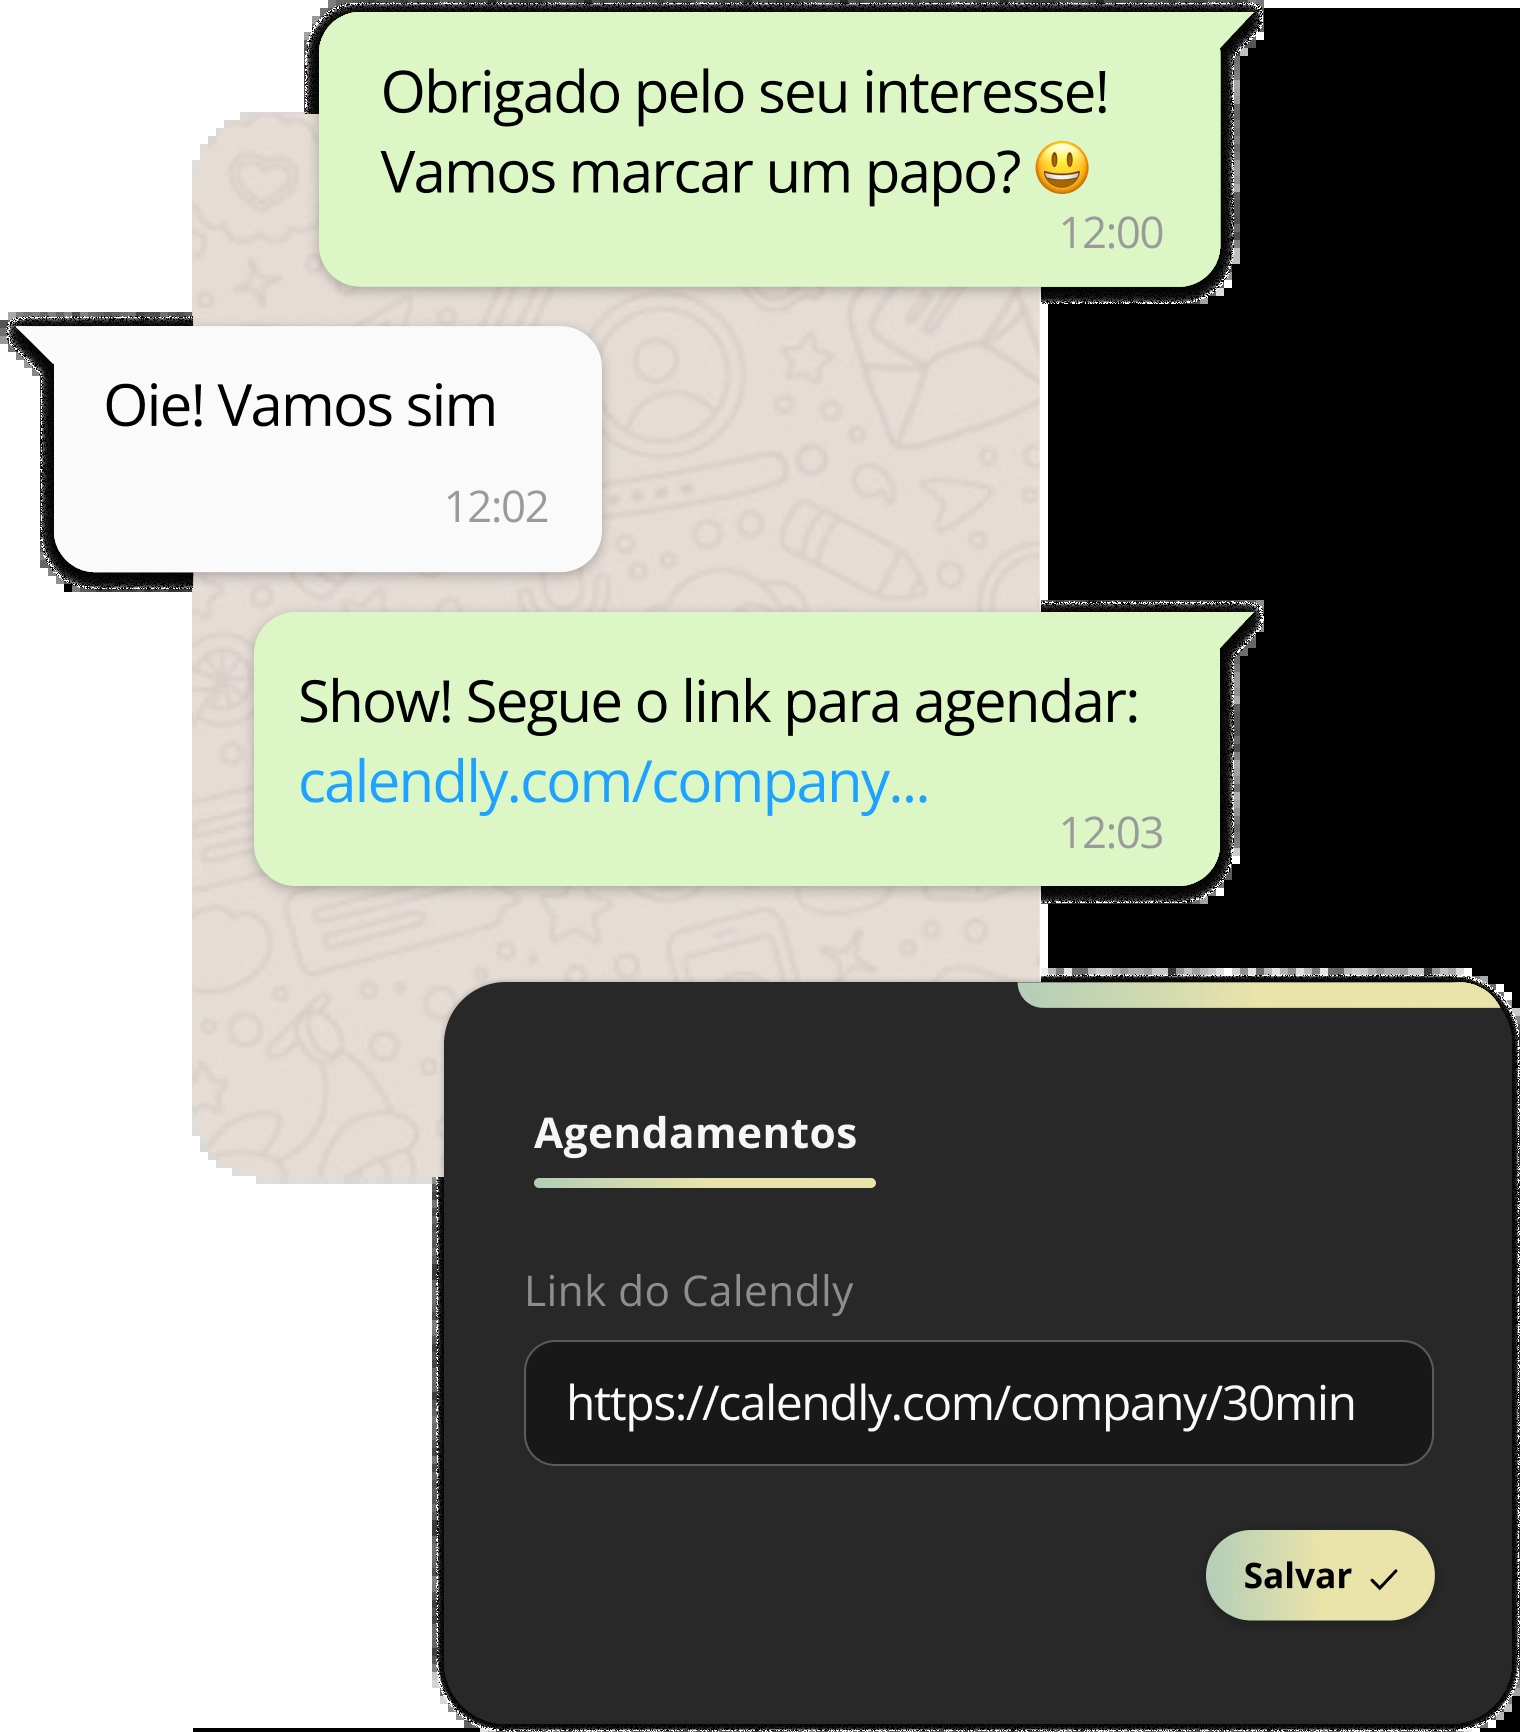 Obrigado pelo seu interesse!
Vamos marcar um papo? 😃
12:00
Oie! Vamos sim
12:02
Show! Segue o link para agendar:
calendly.com/company...
12:03
Agendamentos
Link do Calendly
https://calendly.com/company/30min
Salvar